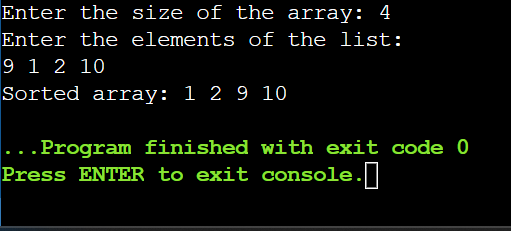 Enter the size of the array: 4
Enter the elements of the list:
9 1 2 10
Sorted array: 1 2 9 10
...Program finished with exit code 0
Press ENTER to exit console.